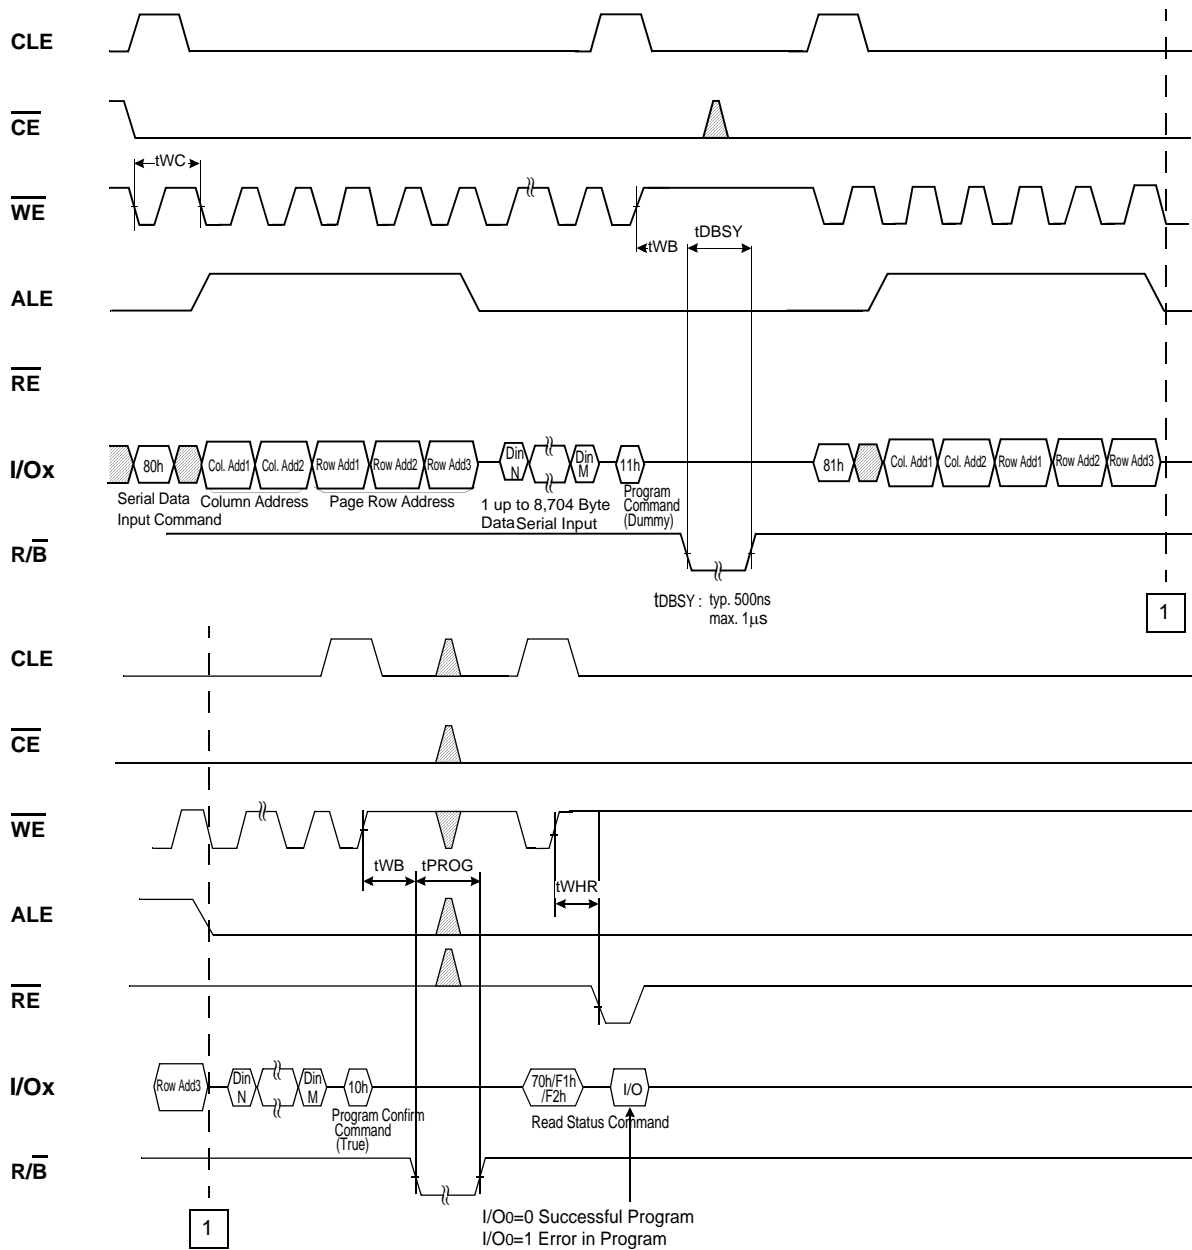 CLE
CE
tWC
WE
tWB
tDBSY
ALE
RE
I/Ox
80h
Col. Add1
Col. Add2
Row Add1
Row Add2
Row Add3
Din
N
Din
M
11h
81h
Col. Add1
Col. Add2
Row Add1
Row Add2
Row Add3
Serial Data
Input Command
Column Address
Page Row Address
1 up to 8,704 Byte
Data Serial Input
Program
Command
(Dummy)
R/B
tDBSY : typ. 500ns
max. 1μs
1
CLE
CE
WE
tWB
tPROG
tWHR
ALE
RE
I/Ox
Row Add3
Din
N
Din
M
10h
70h/F1h
/F2h
I/O
Program Confirm
Command
(True)
Read Status Command
R/B
1
I/O0=0 Successful Program
I/O0=1 Error in Program